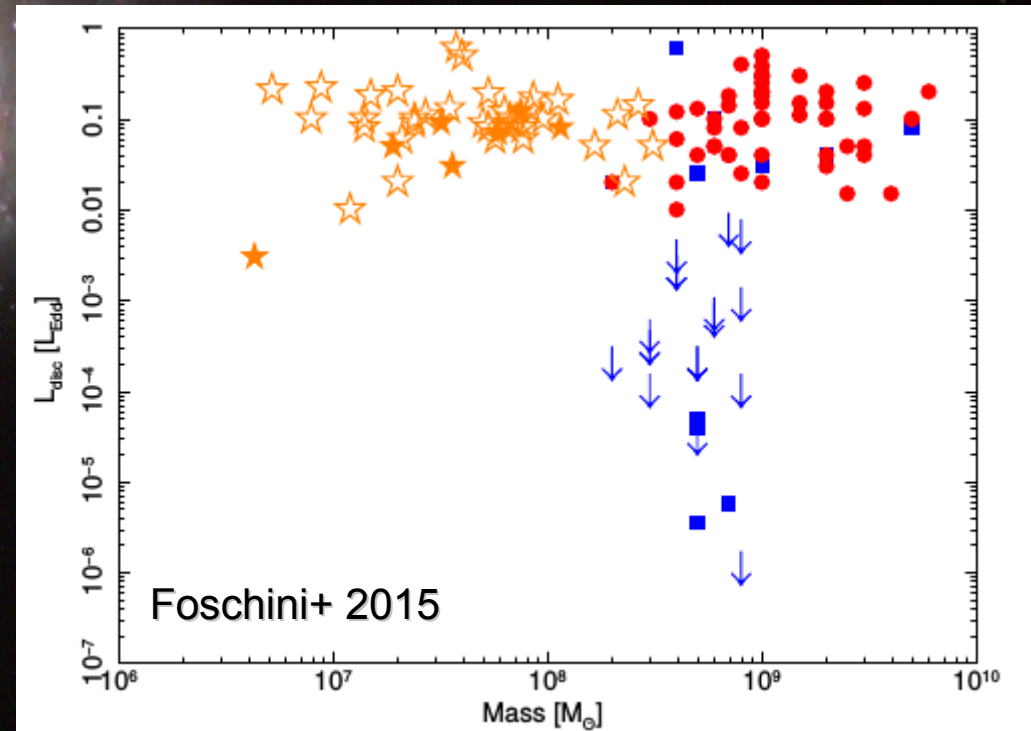 1
0.1
0.01
10⁻³
10⁻⁴
10⁻⁵
10⁻⁶
10⁻⁷
L_disc [L_Edd]
Foschini+ 2015
10⁶ 10⁷ 10⁸ 10⁹ 10¹⁰
Mass [M_⊙]